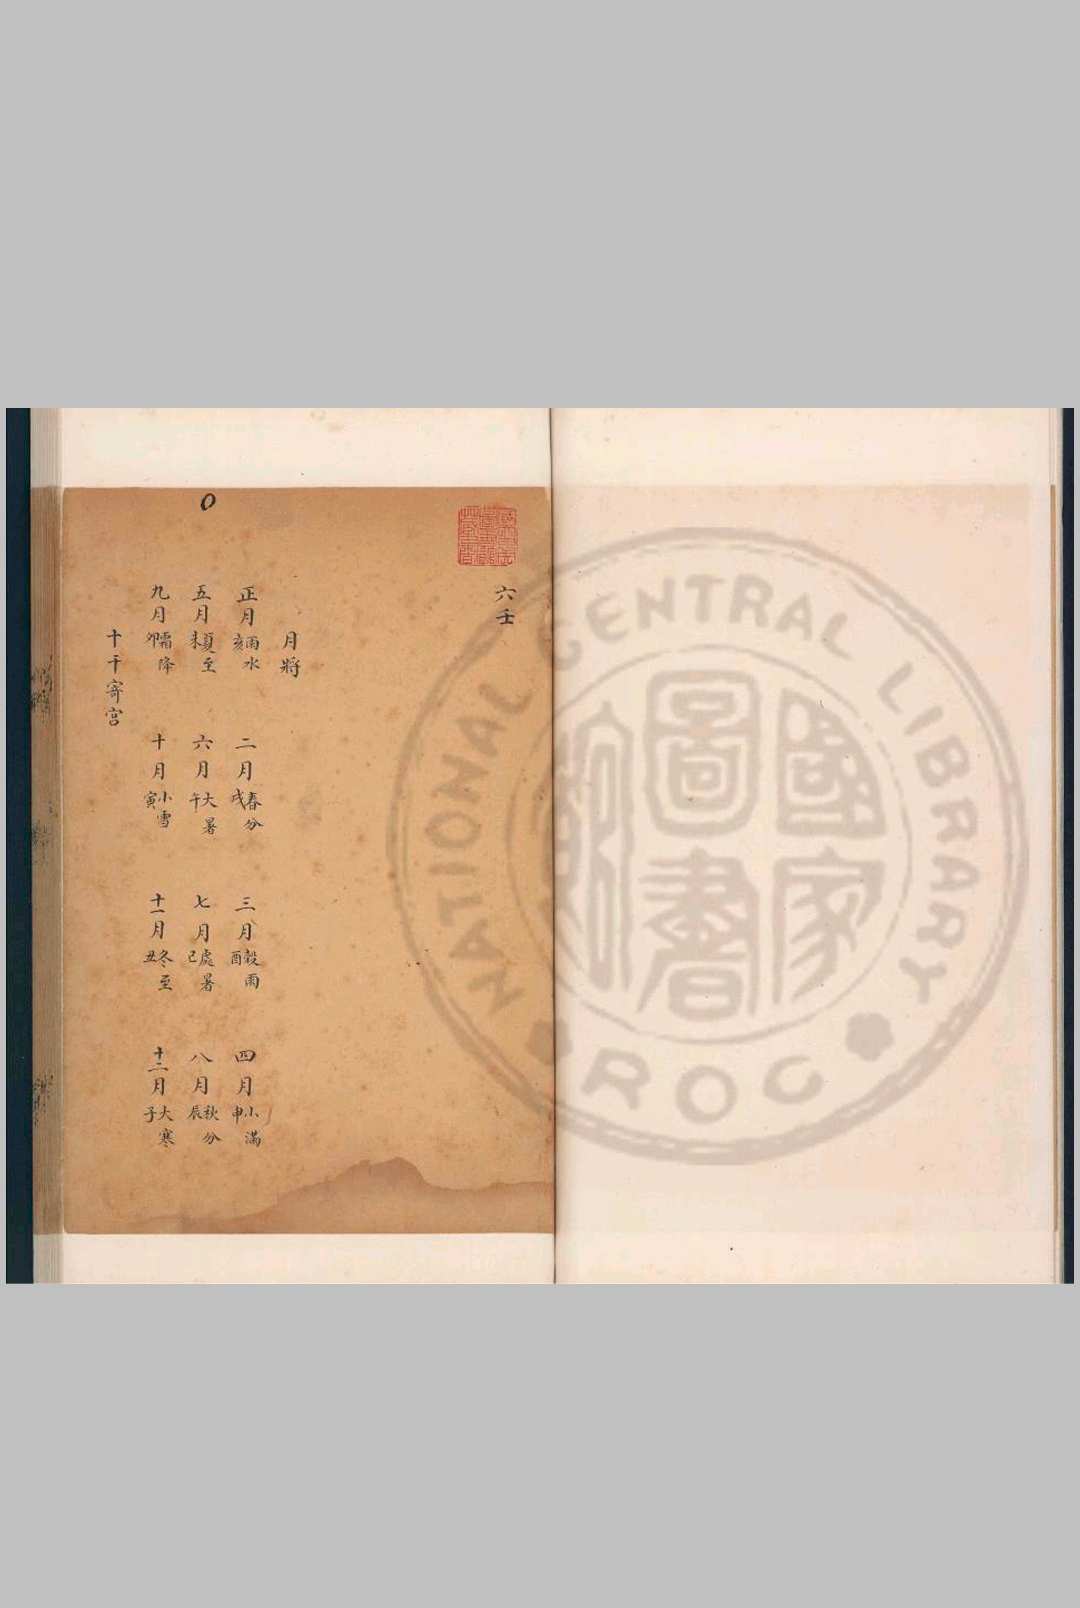 六壬
月將
正月雨水亥 二月春分戌 三月穀雨酉 四月小滿申
五月夏至未 六月大暑午 七月處暑巳 八月秋分辰
九月霜降卯 十月小雪寅 十一月冬至丑 十二月大寒子
十干寄宮
國家圖書館
NATIONAL CENTRAL LIBRARY
ROC